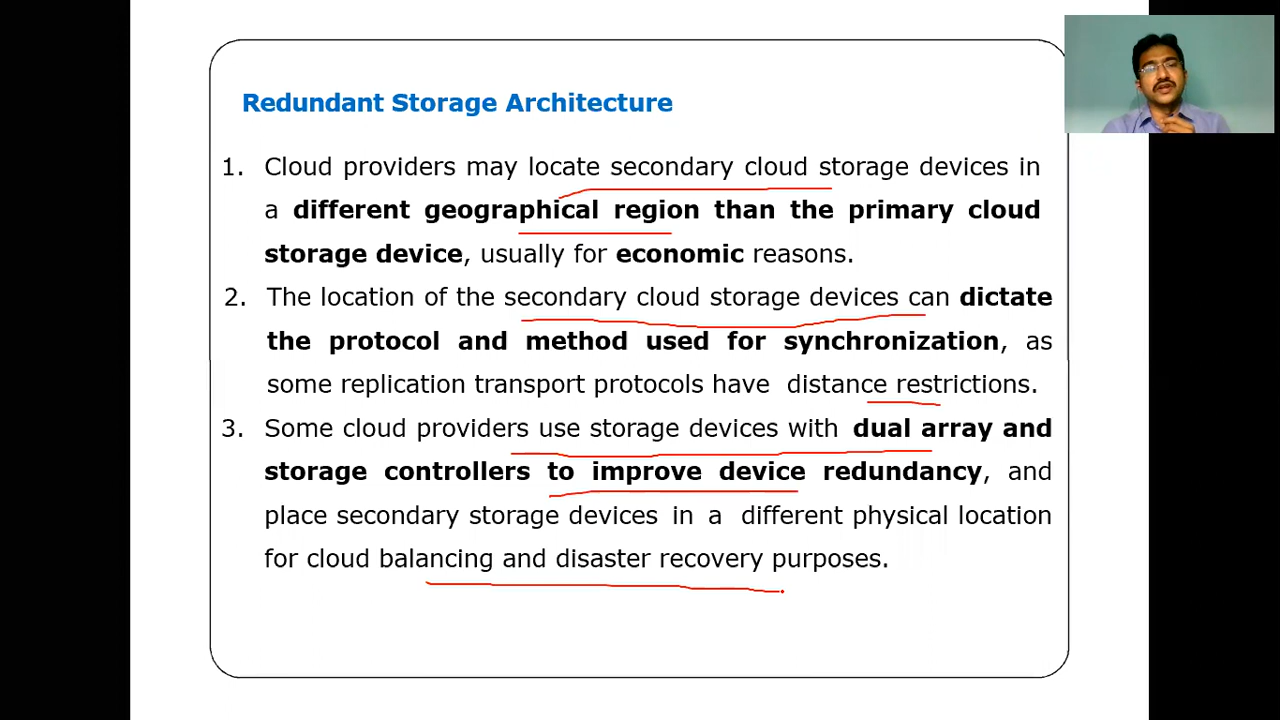 Redundant Storage Architecture
1. Cloud providers may locate secondary cloud storage devices in
a different geographical region than the primary cloud
storage device, usually for economic reasons.
2. The location of the secondary cloud storage devices can dictate
the protocol and method used for synchronization, as
some replication transport protocols have distance restrictions.
3. Some cloud providers use storage devices with dual array and
storage controllers to improve device redundancy, and
place secondary storage devices in a different physical location
for cloud balancing and disaster recovery purposes.